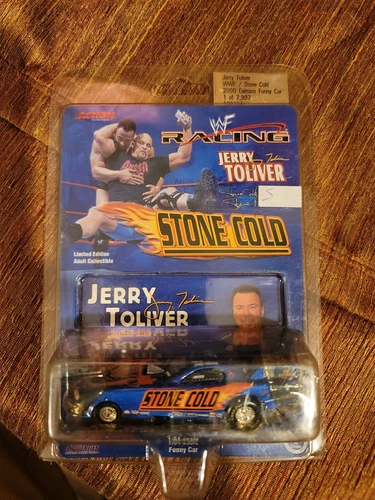 Jerry Toliver
WWF / Stone Cold
2000 Camaro Funny Car
1 of 7,992
ACTION
WWF
RACING
JERRY
TOLIVER
STONE COLD
Limited Edition
Adult Collectible
JERRY
TOLIVER
STONE COLD
1:64-scale
Funny Car